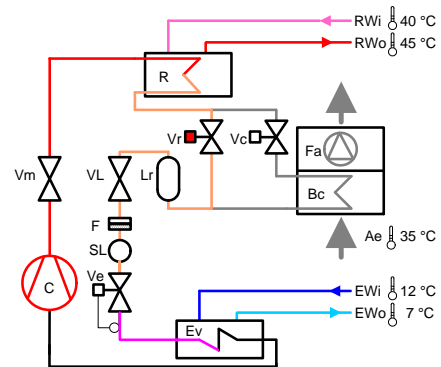 RWi 40 °C
RWo 45 °C
R
Vr
Vc
Fa
Vm
VL
Lr
Bc
F
SL
Ae 35 °C
Ve
C
EWi 12 °C
EWo 7 °C
Ev